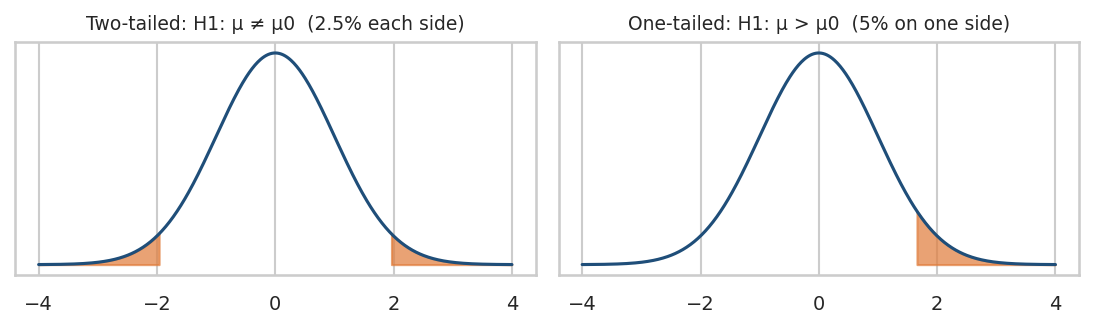 Two-tailed: H1: μ ≠ μ0  (2.5% each side)
−4 −2 0 2 4
One-tailed: H1: μ > μ0  (5% on one side)
−4 −2 0 2 4